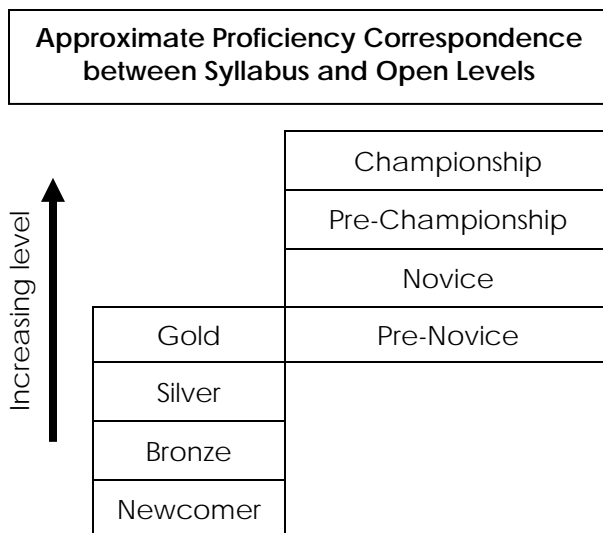 Approximate Proficiency Correspondence
between Syllabus and Open Levels
Championship
Pre-Championship
Novice
Gold
Pre-Novice
Silver
Bronze
Newcomer
Increasing level